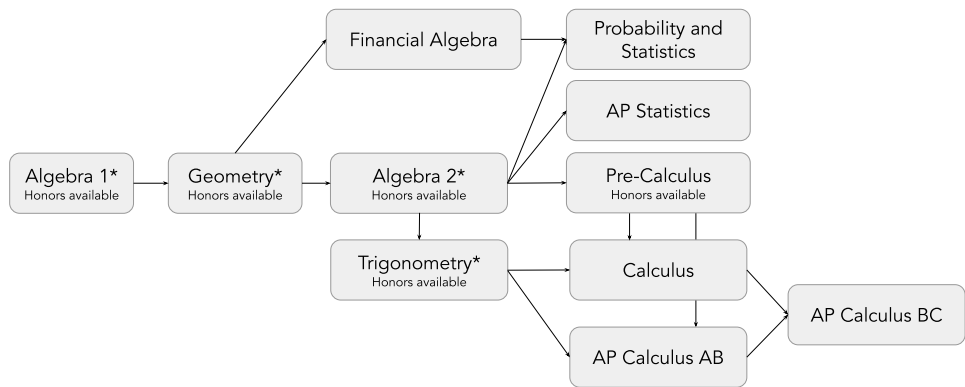 Financial Algebra
Probability and
Statistics
AP Statistics
Algebra 1*
Honors available
Geometry*
Honors available
Algebra 2*
Honors available
Pre-Calculus
Honors available
Trigonometry*
Honors available
Calculus
AP Calculus AB
AP Calculus BC